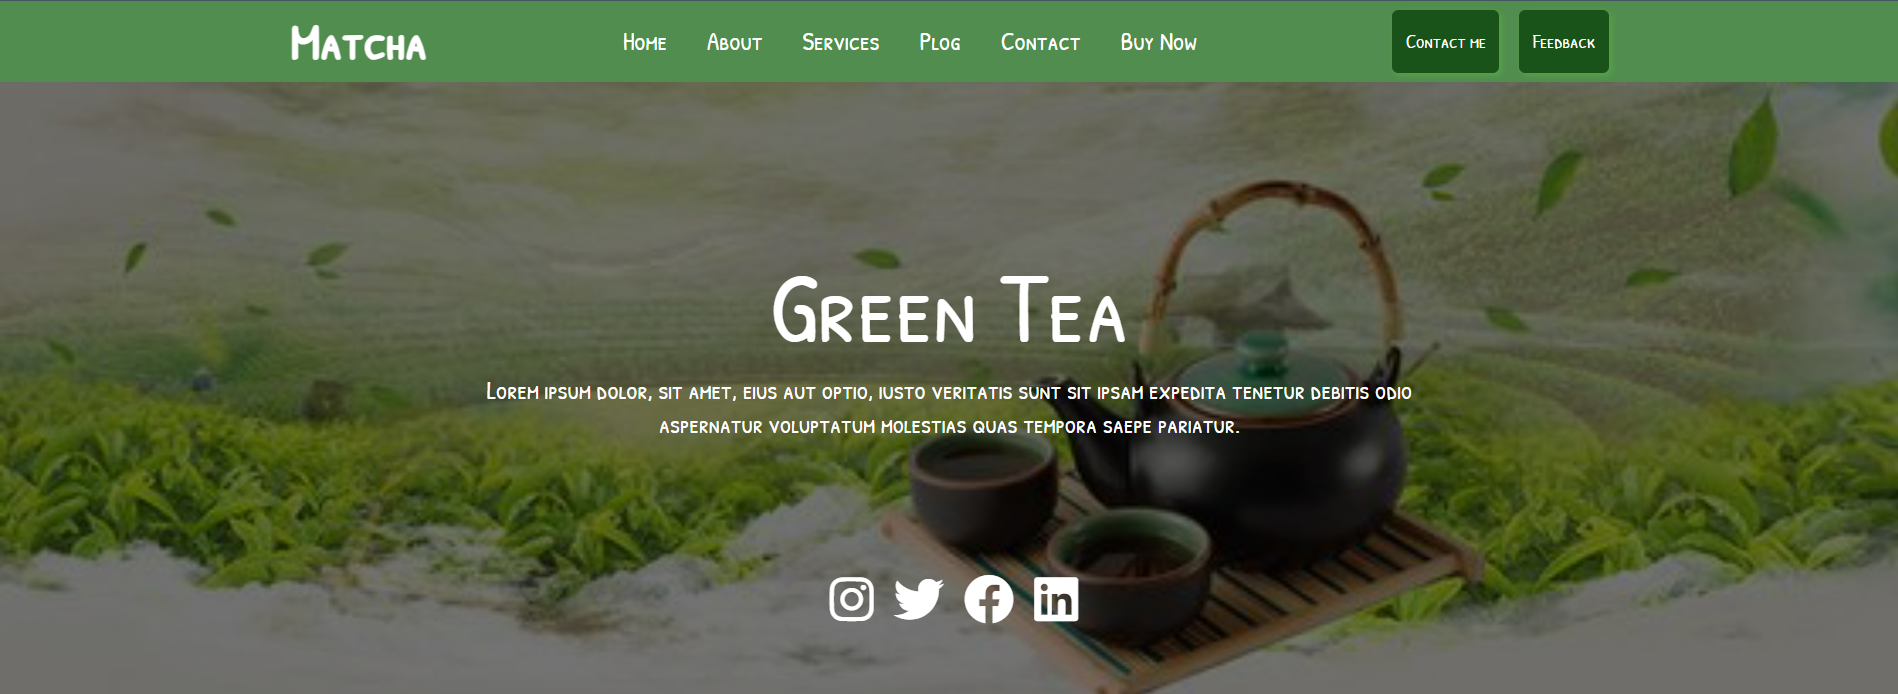 Matcha
Home About Services Plog Contact Buy Now
Contact me Feedback
Green Tea
Lorem ipsum dolor, sit amet, eius aut optio, iusto veritatis sunt sit ipsam expedita tenetur debitis odio
aspernatur voluptatum molestias quas tempora saepe pariatur.